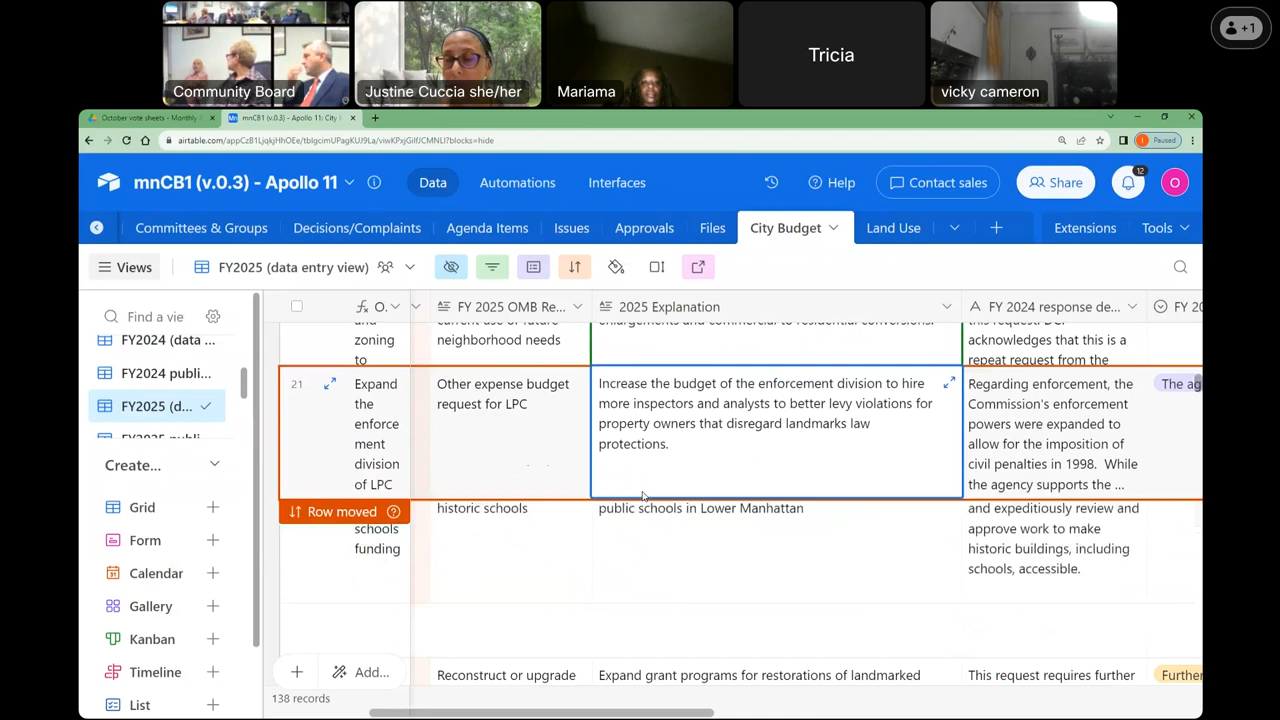 +1
Community Board
Justine Cuccia she/her
Mariama
Tricia
vicky cameron
October vote sheets - Monthly
mnCB1 (v.0.3) - Apollo 11: City
Paused
mnCB1 (v.0.3) - Apollo 11
Data
Automations
Interfaces
Help
Contact sales
Share
12
O
Committees & Groups
Decisions/Complaints
Agenda Items
Issues
Approvals
Files
City Budget
Land Use
Extensions
Tools
Views
FY2025 (data entry view)
Find a vie
FY2024 (data ...
FY2024 publi...
FY2025 (d...
FY2025 publi...
Create...
Grid
Form
Calendar
Gallery
Kanban
Timeline
List
O.
FY 2025 OMB Re...
2025 Explanation
FY 2024 response de...
FY 20
and
zoning
to
current use or future
neighborhood needs
enlargements and commercial to residential conversions.
this request. DCP
acknowledges that this is a
repeat request from the
21
Expand
the
enforce
ment
division
of LPC
Other expense budget
request for LPC
Increase the budget of the enforcement division to hire
more inspectors and analysts to better levy violations for
property owners that disregard landmarks law
protections.
Regarding enforcement, the
Commission's enforcement
powers were expanded to
allow for the imposition of
civil penalties in 1998. While
the agency supports the ...
The ag
Row moved
schools
funding
historic schools
public schools in Lower Manhattan
and expeditiously review and
approve work to make
historic buildings, including
schools, accessible.
Add...
Reconstruct or upgrade
Expand grant programs for restorations of landmarked
This request requires further
Further
138 records